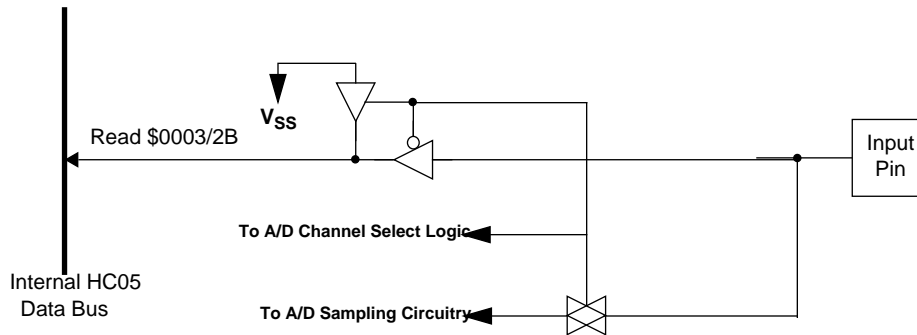 V_SS
Read $0003/2B
Input
Pin
To A/D Channel Select Logic
Internal HC05
Data Bus
To A/D Sampling Circuitry